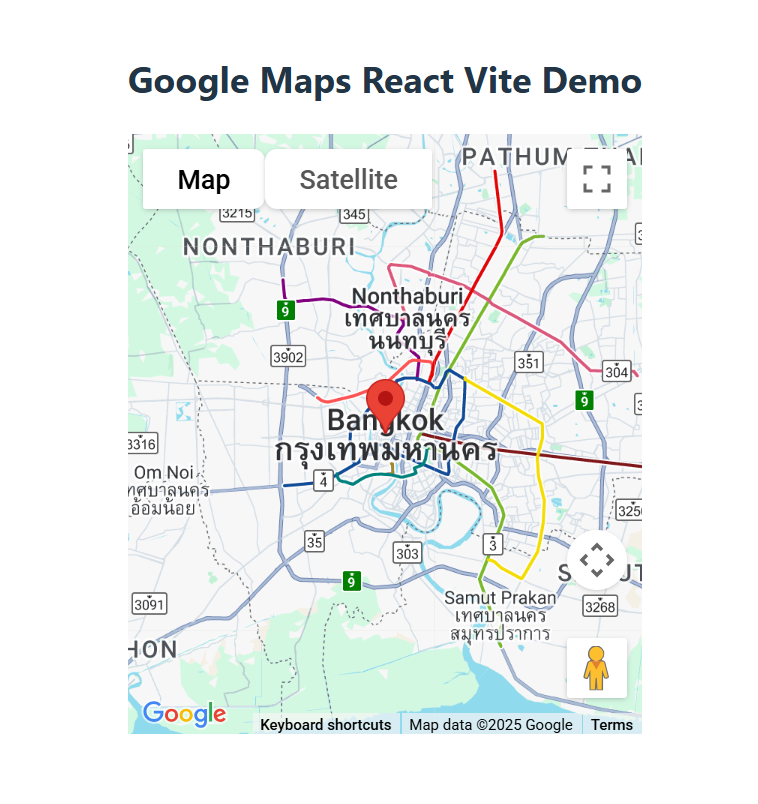 Google Maps React Vite Demo
Map
Satellite
PATHUM
3215
345
NONTHABURI
9
Nonthaburi
เทศบาลนคร
นนทบุรี
3902
351
304
9
Bangkok
กรุงเทพมหานคร
3316
Om Noi
เทศบาลนคร
อ้อมน้อย
4
35
303
3
9
Samut Prakan
เทศบาลนคร
สมุทรปราการ
3091
3268
Google
Keyboard shortcuts
Map data ©2025 Google
Terms